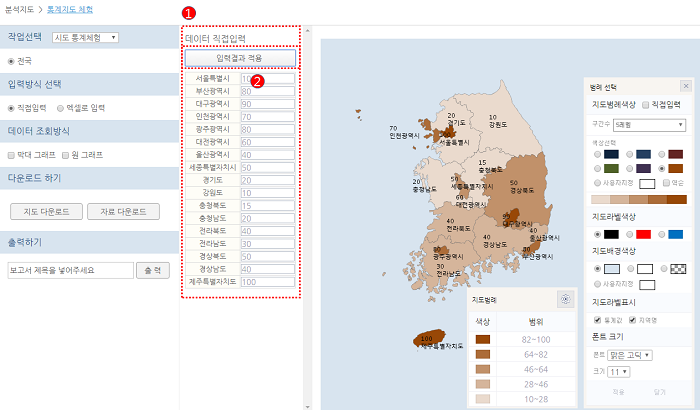 분석지도 > 통계지도 체험
작업선택 시도 통계체험
전국
입력방식 선택
직접입력 엑셀로 입력
데이터 조회방식
막대 그래프 원 그래프
다운로드 하기
지도 다운로드 자료 다운로드
출력하기
보고서 제목을 넣어주세요 출 력
1
데이터 직접입력
입력결과 적용
2
서울특별시 10
부산광역시 80
대구광역시 90
인천광역시 70
광주광역시 80
대전광역시 60
울산광역시 40
세종특별자치시 50
경기도 20
강원도 10
충청북도 15
충청남도 20
전라북도 40
전라남도 30
경상북도 50
경상남도 40
제주특별자치도 100
20
경기도
10
강원도
70
인천광역시
서울특별시
15
충청북도
20
충청남도
50
세종특별자치시
60
대전광역시
50
경상북도
90
대구광역시
40
전라북도
40
울산광역시
40
경상남도
80
광주광역시
80
부산광역시
30
전라남도
100
제주특별자치도
지도범례
색상 범위
82~100
64~82
46~64
28~46
10~28
범례 선택
지도범례색상 직접입력
구간수 5레벨
색상선택
사용자지정 역순
지도라벨색상
지도배경색상
사용자지정
지도라벨표시
통계값 지역명
폰트 크기
폰트 맑은 고딕
크기 11
적용 닫기